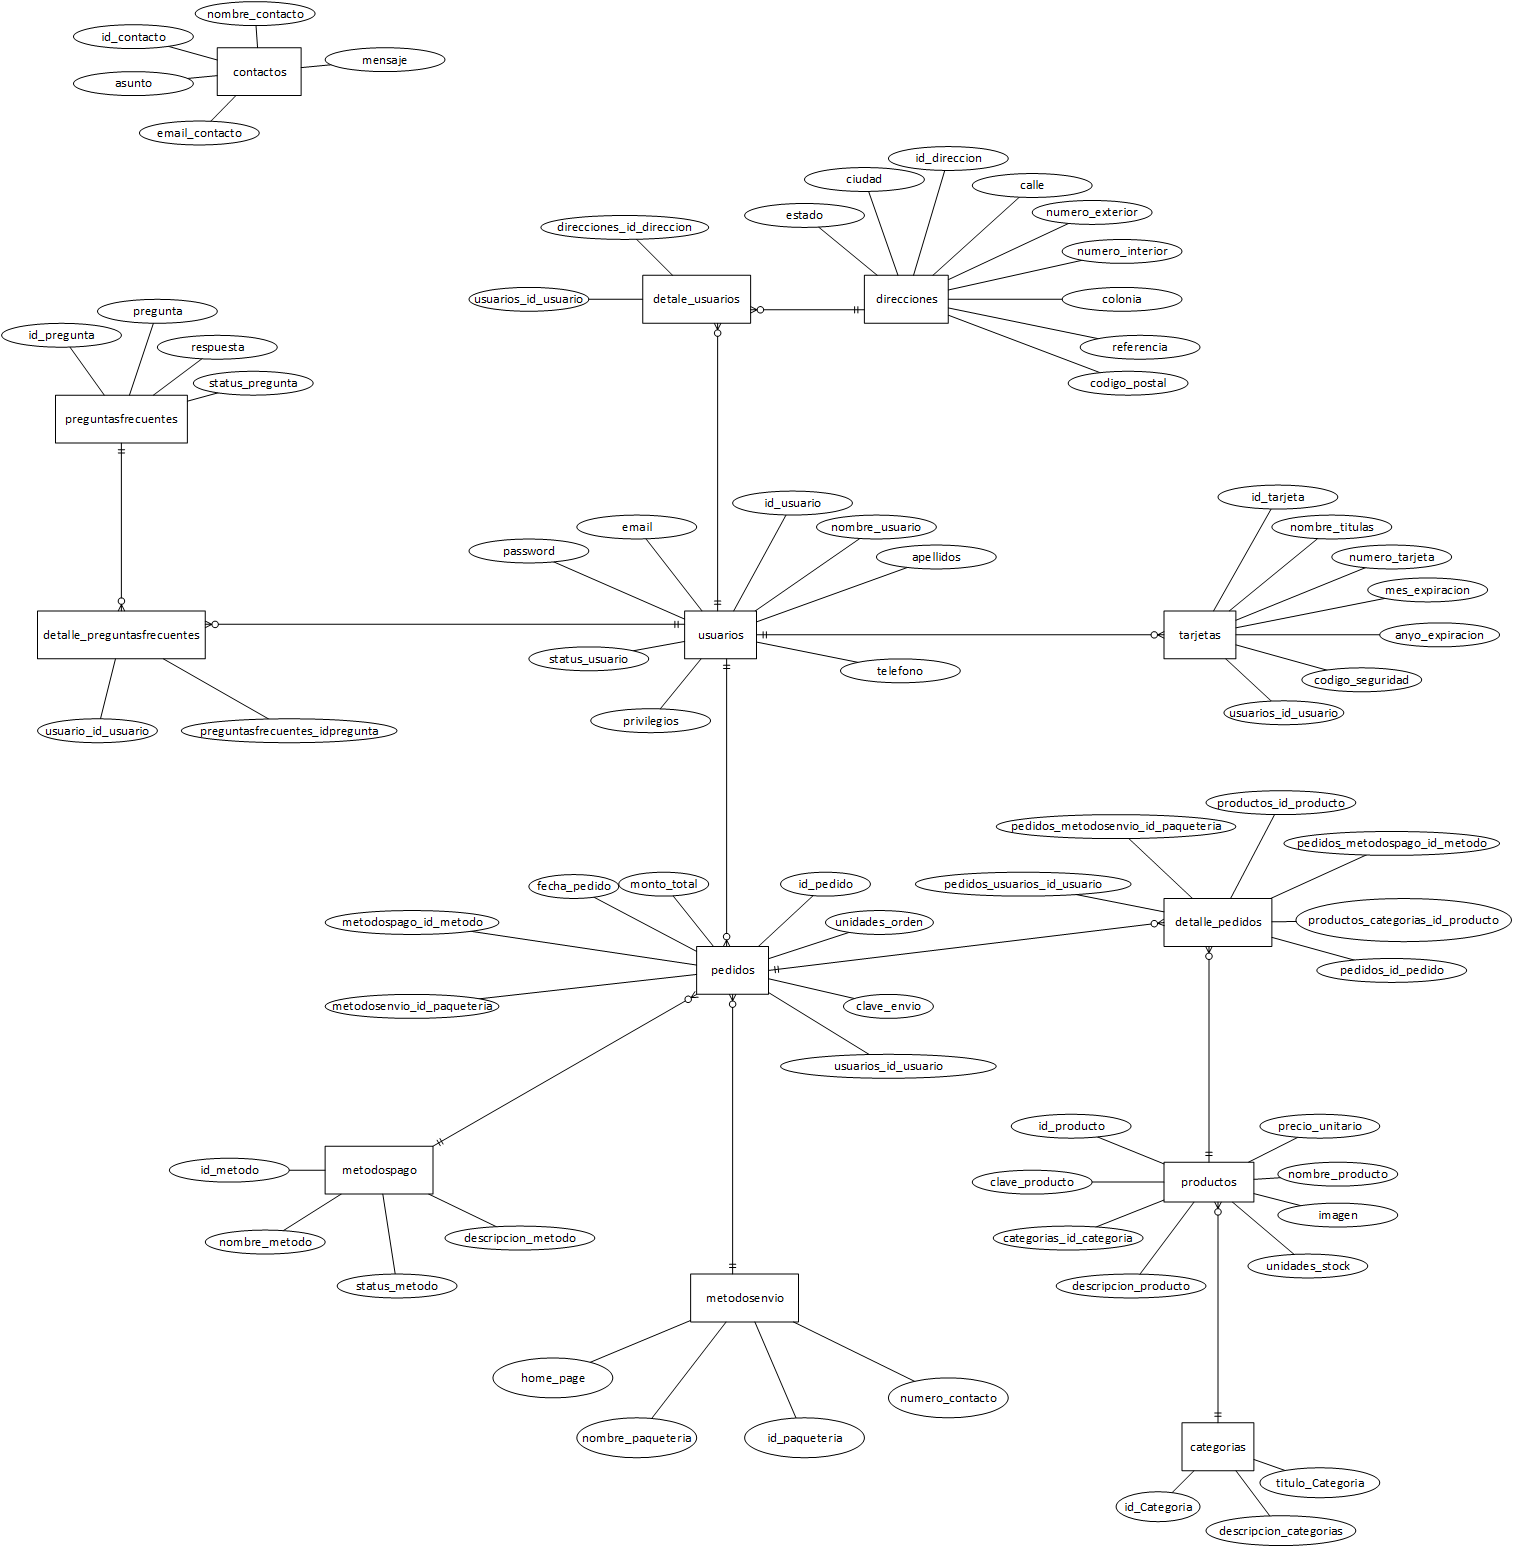 nombre_contacto
id_contacto
mensaje
contactos
asunto
email_contacto
id_direccion
ciudad
calle
estado
numero_exterior
direcciones_id_direccion
numero_interior
usuarios_id_usuario
detale_usuarios
direcciones
colonia
pregunta
id_pregunta
respuesta
referencia
status_pregunta
codigo_postal
preguntasfrecuentes
id_tarjeta
id_usuario
email
nombre_usuario
nombre_titulas
password
apellidos
numero_tarjeta
mes_expiracion
detalle_preguntasfrecuentes
usuarios
tarjetas
anyo_expiracion
status_usuario
telefono
codigo_seguridad
usuarios_id_usuario
privilegios
usuario_id_usuario
preguntasfrecuentes_idpregunta
productos_id_producto
pedidos_metodosenvio_id_paqueteria
pedidos_metodospago_id_metodo
fecha_pedido
monto_total
id_pedido
pedidos_usuarios_id_usuario
metodospago_id_metodo
unidades_orden
detalle_pedidos
productos_categorias_id_producto
pedidos
pedidos_id_pedido
metodosenvio_id_paqueteria
clave_envio
usuarios_id_usuario
id_producto
precio_unitario
id_metodo
metodospago
nombre_producto
clave_producto
productos
imagen
nombre_metodo
descripcion_metodo
categorias_id_categoria
unidades_stock
status_metodo
descripcion_producto
metodosenvio
home_page
numero_contacto
nombre_paqueteria
id_paqueteria
categorias
titulo_Categoria
id_Categoria
descripcion_categorias